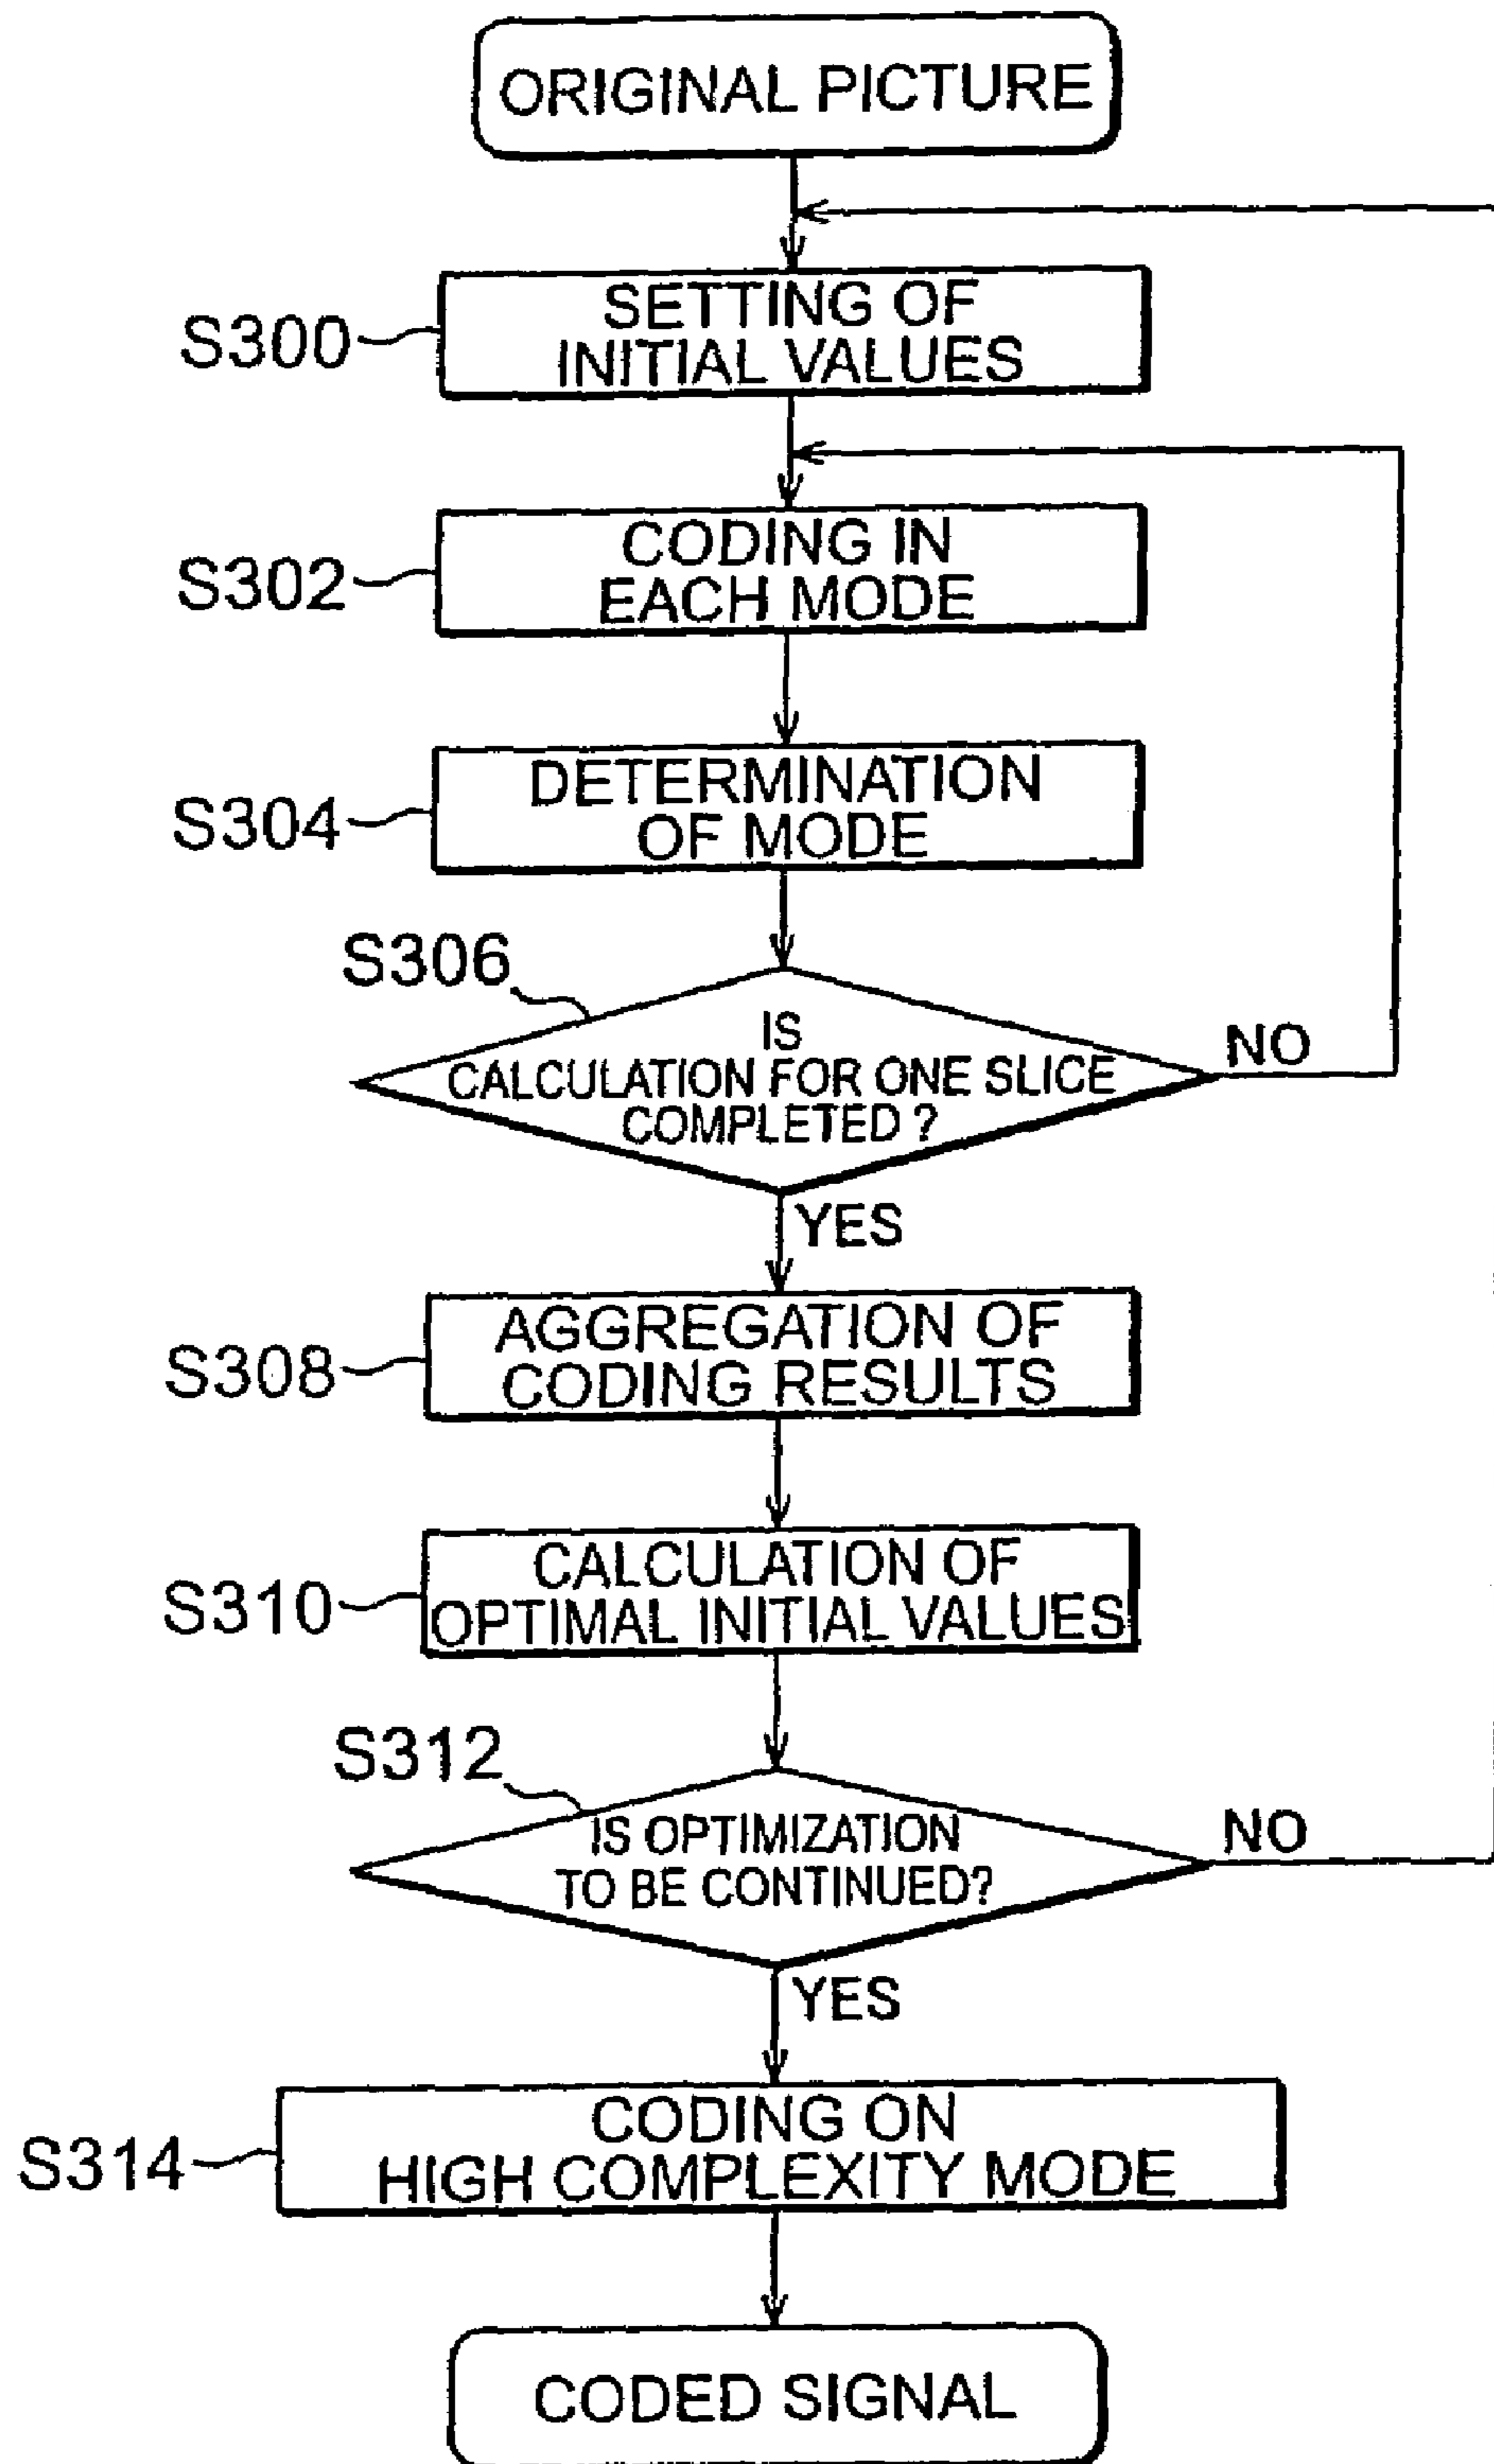 ORIGINAL PICTURE
S300
SETTING OF
INITIAL VALUES
S302
CODING IN
EACH MODE
S304
DETERMINATION
OF MODE
S306
IS
CALCULATION FOR ONE SLICE
COMPLETED ?
NO
YES
S308
AGGREGATION OF
CODING RESULTS
S310
CALCULATION OF
OPTIMAL INITIAL VALUES
S312
IS OPTIMIZATION
TO BE CONTINUED?
NO
YES
S314
CODING ON
HIGH COMPLEXITY MODE
CODED SIGNAL